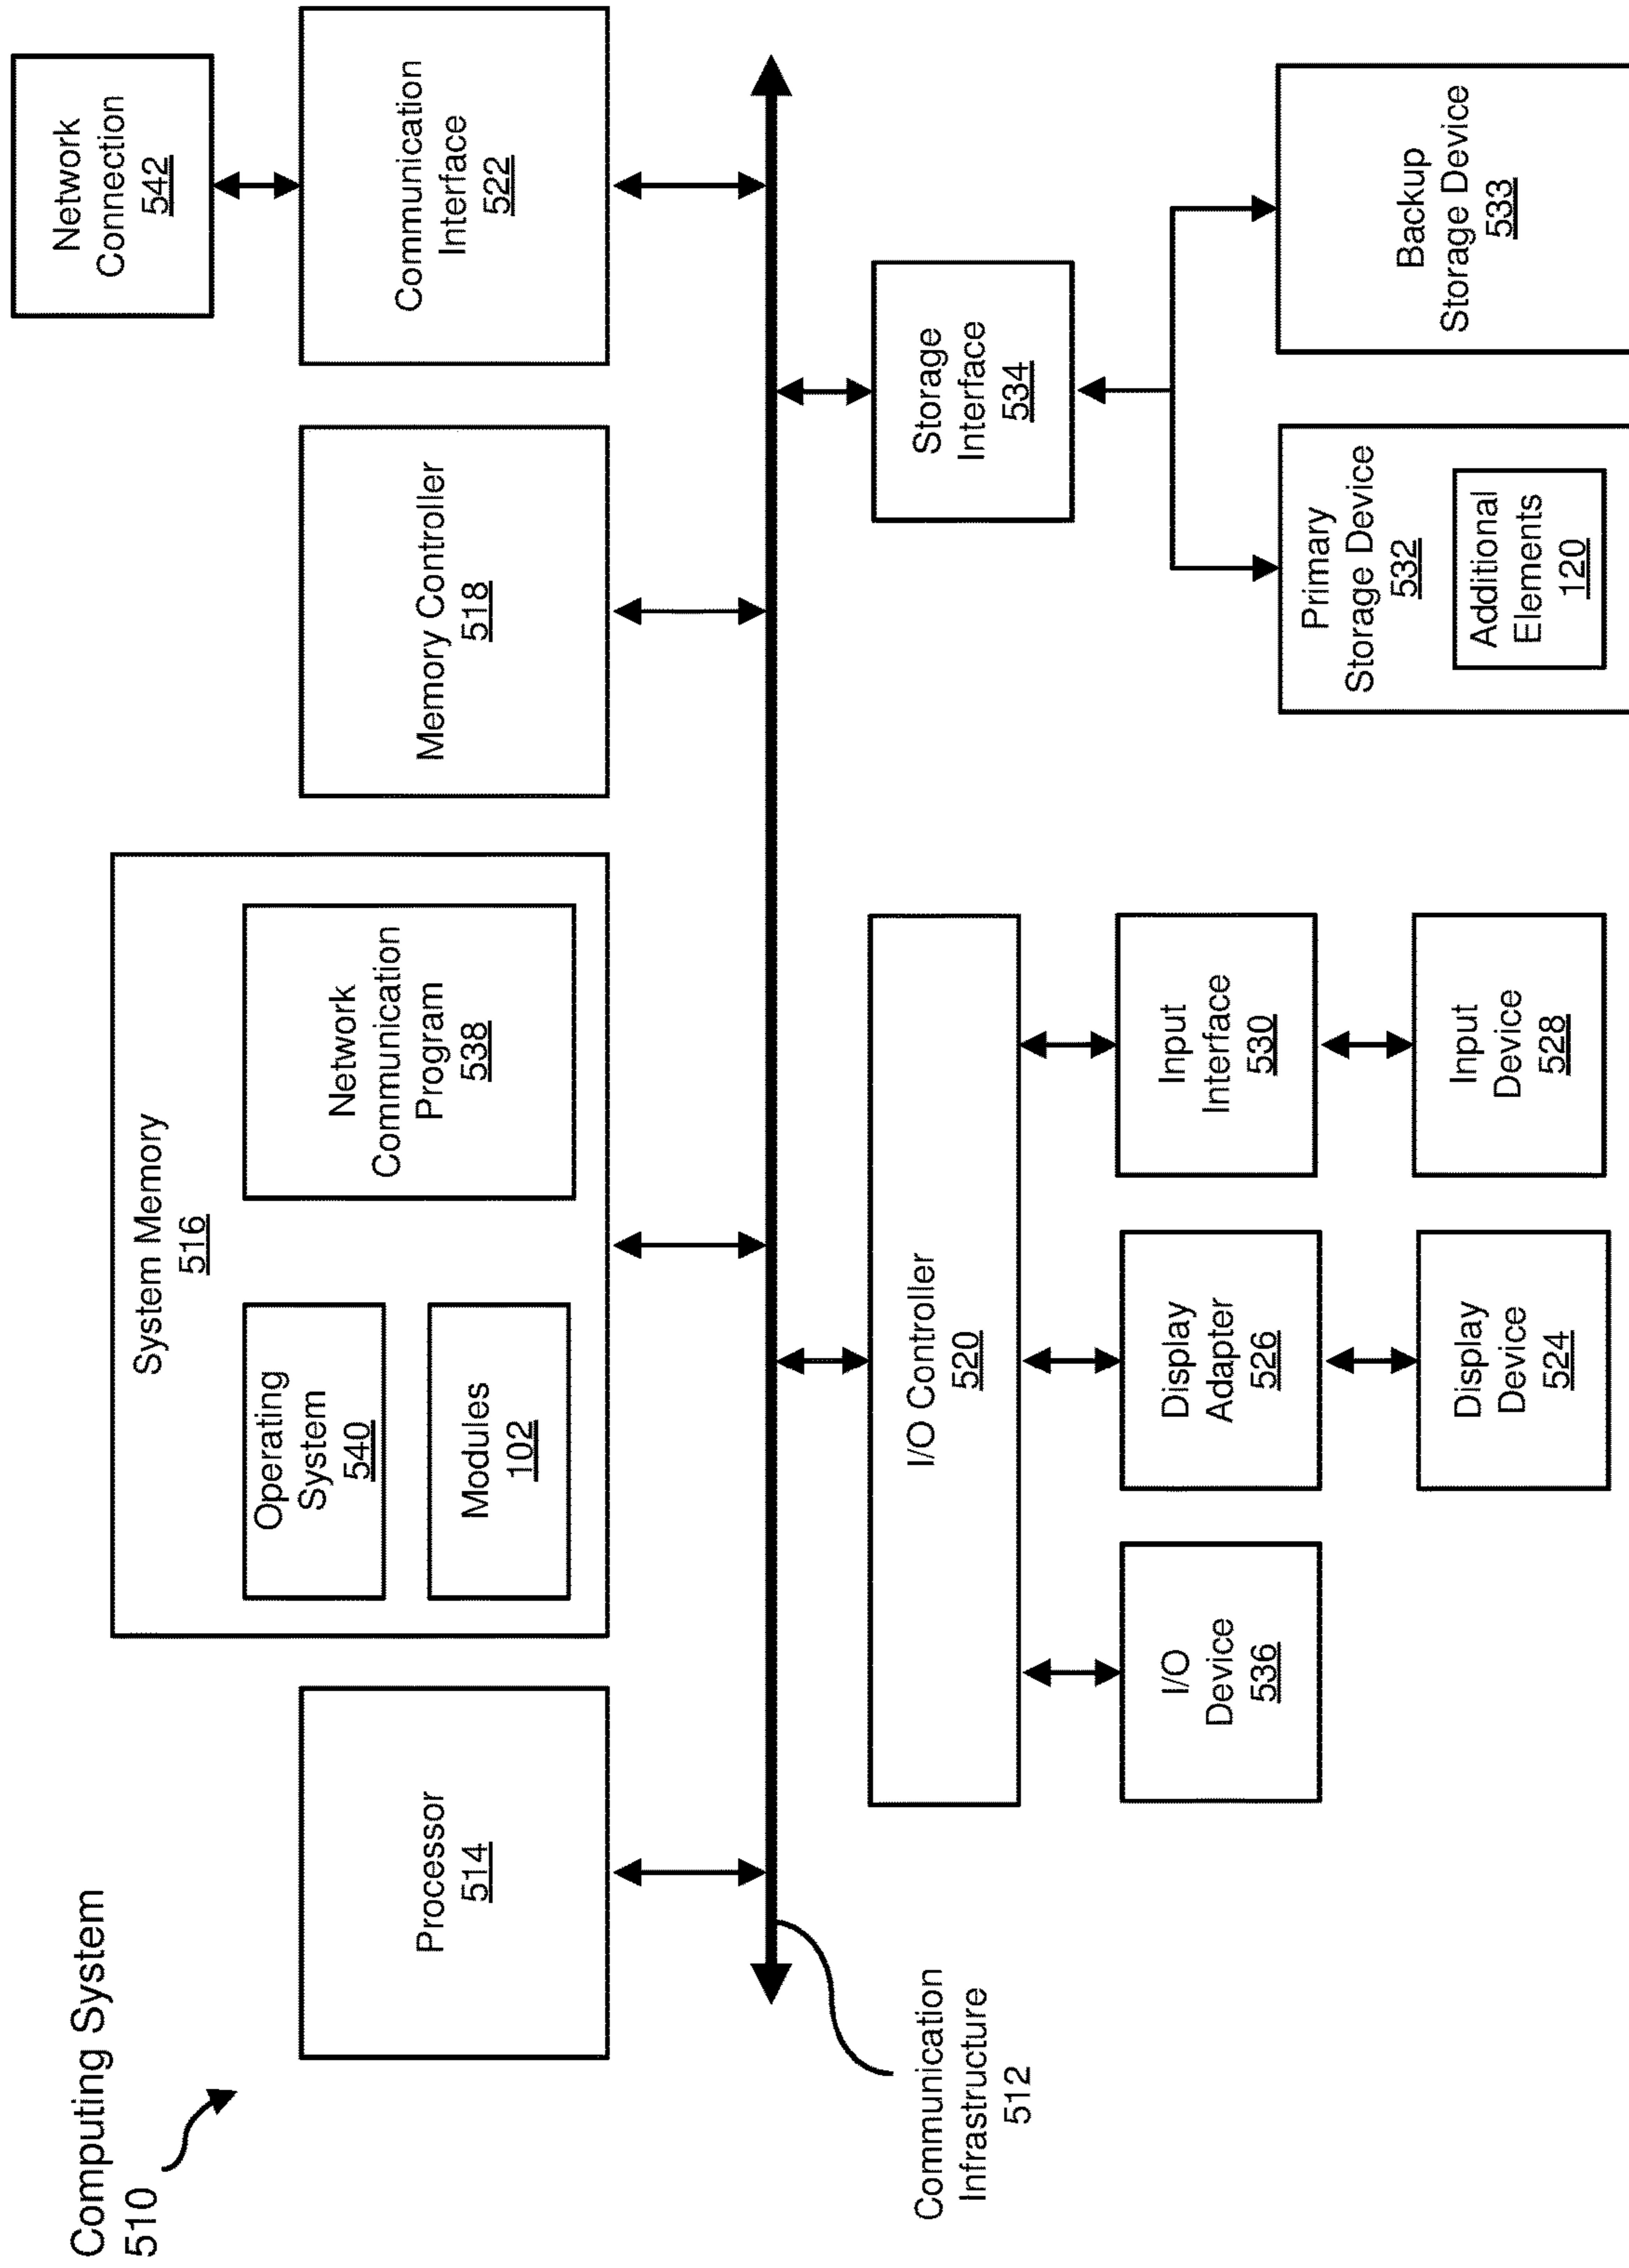 Computing System
510
Processor
514
System Memory
516
Operating
System
540
Modules
102
Network
Communication
Program
538
Memory Controller
518
Network
Connection
542
Communication
Interface
522
Communication
Infrastructure
512
I/O Controller
520
I/O
Device
536
Display
Adapter
526
Display
Device
524
Input
Interface
530
Input
Device
528
Storage
Interface
534
Primary
Storage Device
532
Additional
Elements
120
Backup
Storage Device
533